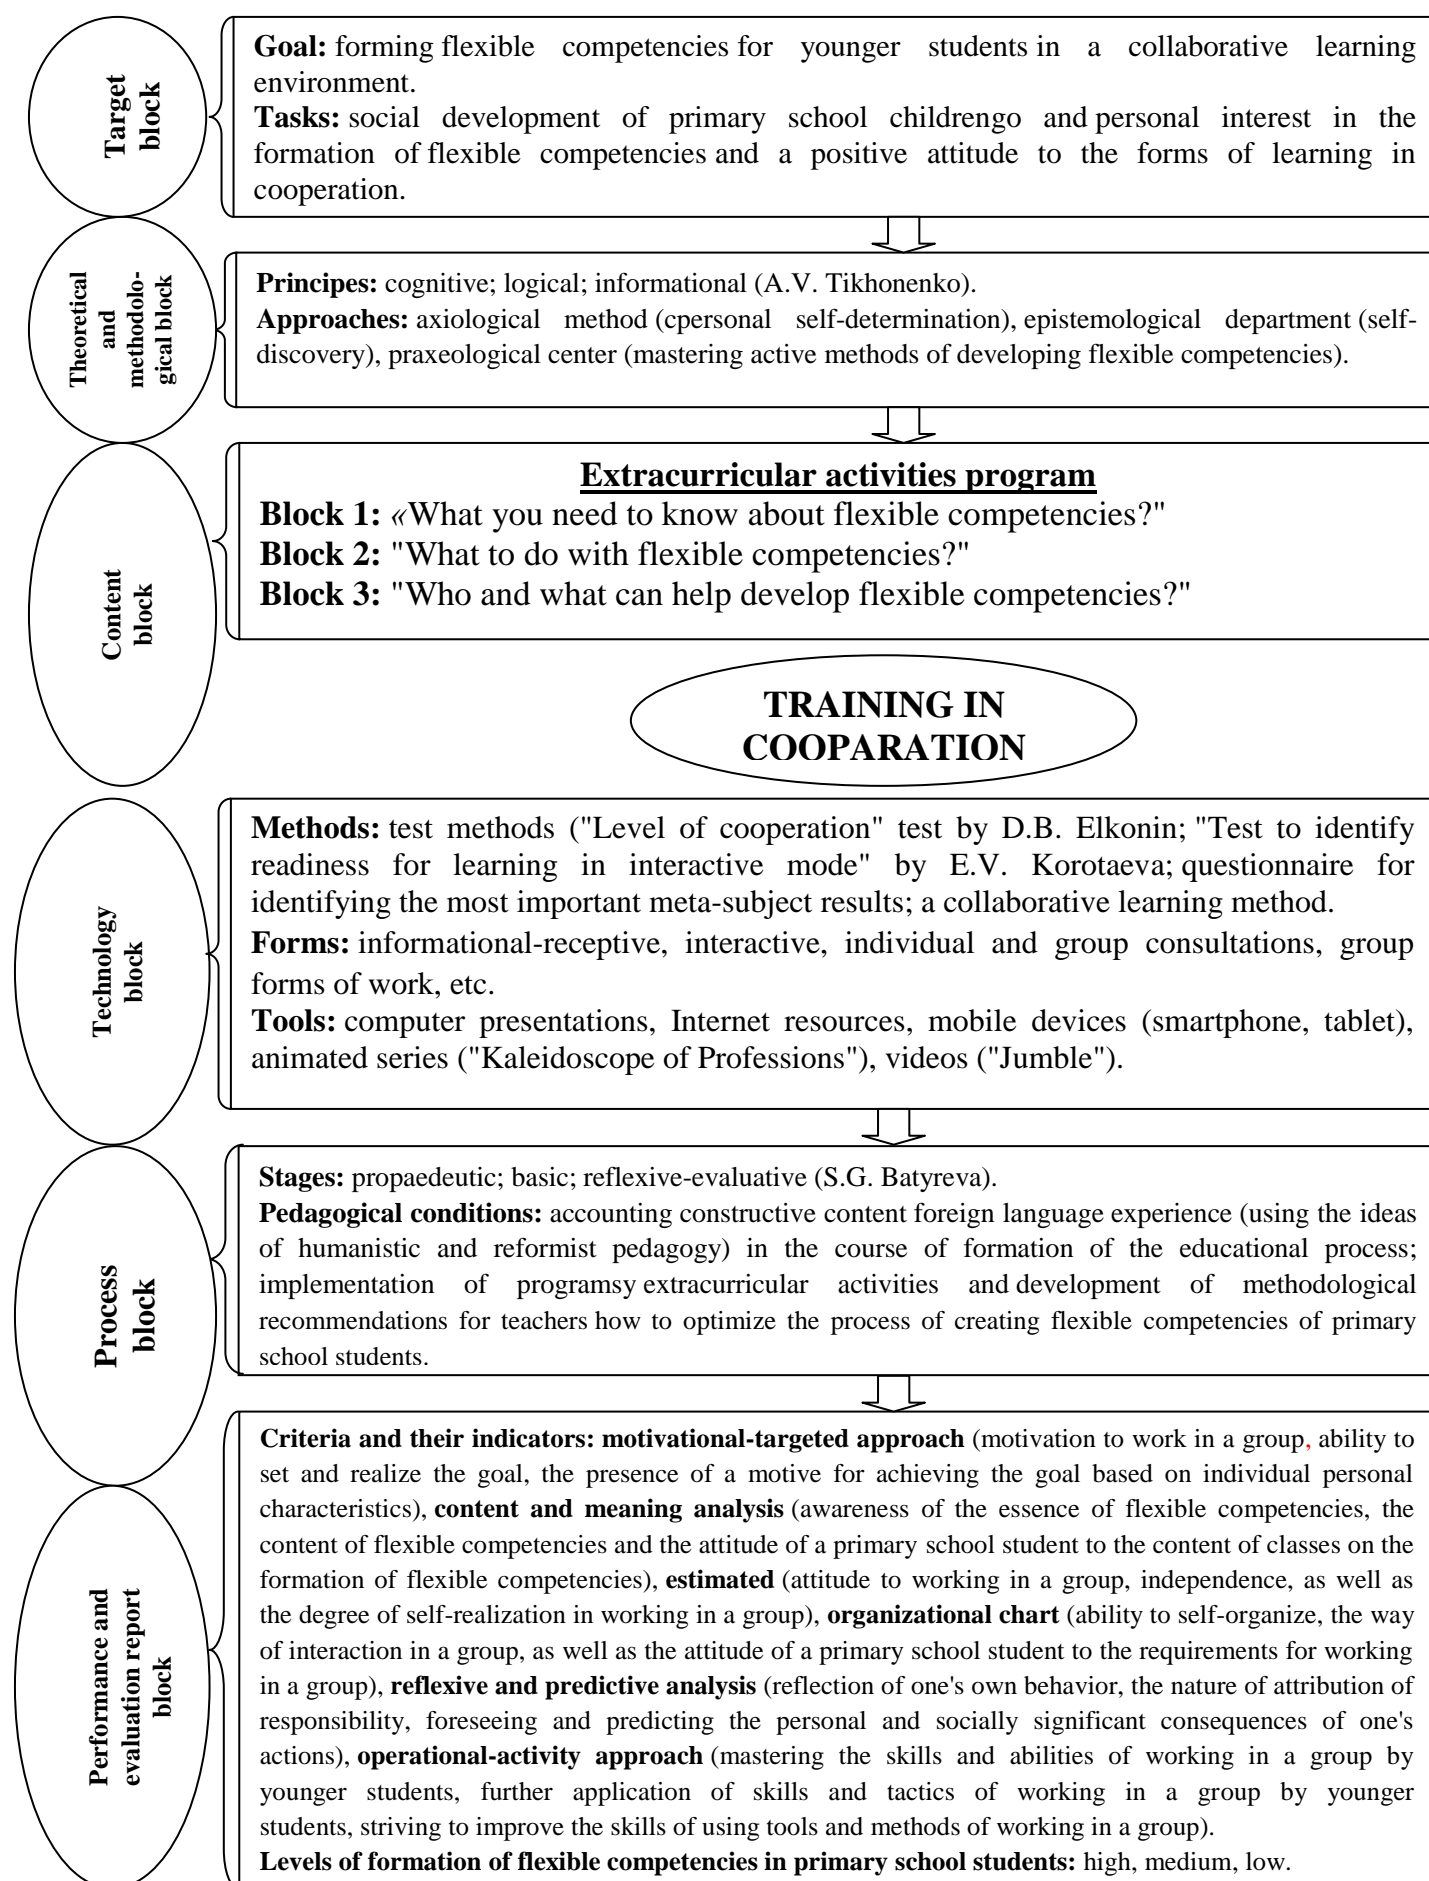 Target
block
Goal: forming flexible competencies for younger students in a collaborative learning
environment.
Tasks: social development of primary school childrengo and personal interest in the
formation of flexible competencies and a positive attitude to the forms of learning in
cooperation.
Theoretical
and
methodolo-
gical block
Principes: cognitive; logical; informational (A.V. Tikhonenko).
Approaches: axiological method (cpersonal self-determination), epistemological department (self-
discovery), praxeological center (mastering active methods of developing flexible competencies).
Content
block
Extracurricular activities program
Block 1: «What you need to know about flexible competencies?"
Block 2: "What to do with flexible competencies?"
Block 3: "Who and what can help develop flexible competencies?"
TRAINING IN
COOPARATION
Technology
block
Methods: test methods ("Level of cooperation" test by D.B. Elkonin; "Test to identify
readiness for learning in interactive mode" by E.V. Korotaeva; questionnaire for
identifying the most important meta-subject results; a collaborative learning method.
Forms: informational-receptive, interactive, individual and group consultations, group
forms of work, etc.
Tools: computer presentations, Internet resources, mobile devices (smartphone, tablet),
animated series ("Kaleidoscope of Professions"), videos ("Jumble").
Process
block
Stages: propaedeutic; basic; reflexive-evaluative (S.G. Batyreva).
Pedagogical conditions: accounting constructive content foreign language experience (using the ideas
of humanistic and reformist pedagogy) in the course of formation of the educational process;
implementation of programsy extracurricular activities and development of methodological
recommendations for teachers how to optimize the process of creating flexible competencies of primary
school students.
Performance and
evaluation report
block
Criteria and their indicators: motivational-targeted approach (motivation to work in a group, ability to
set and realize the goal, the presence of a motive for achieving the goal based on individual personal
characteristics), content and meaning analysis (awareness of the essence of flexible competencies, the
content of flexible competencies and the attitude of a primary school student to the content of classes on the
formation of flexible competencies), estimated (attitude to working in a group, independence, as well as
the degree of self-realization in working in a group), organizational chart (ability to self-organize, the way
of interaction in a group, as well as the attitude of a primary school student to the requirements for working
in a group), reflexive and predictive analysis (reflection of one's own behavior, the nature of attribution of
responsibility, foreseeing and predicting the personal and socially significant consequences of one's
actions), operational-activity approach (mastering the skills and abilities of working in a group by
younger students, further application of skills and tactics of working in a group by younger
students, striving to improve the skills of using tools and methods of working in a group).
Levels of formation of flexible competencies in primary school students: high, medium, low.